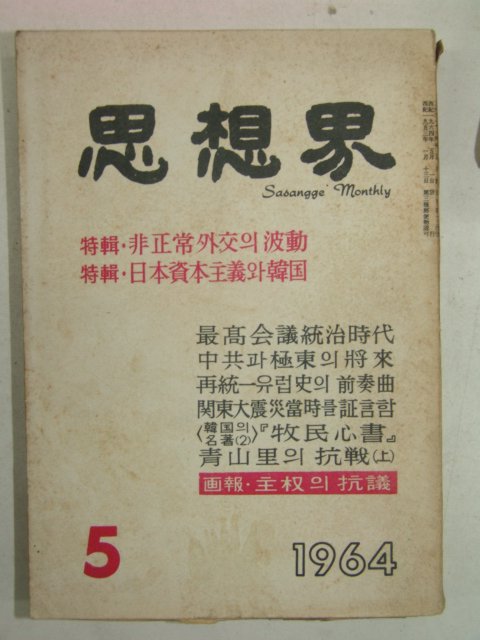 思想界
Sasangge Monthly
特輯·非正常外交의 波動
特輯·日本資本主義와 韓国
最高会議統治時代
中共과 極東의 將來
再統一유럽史의 前奏曲
関東大震災當時를 証言함
〈韓国의名著(2)〉『牧民心書』
青山里의 抗戦(上)
画報·主权의 抗議
5
1964